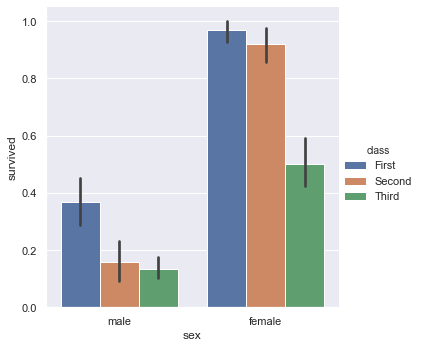 1.0
0.8
0.6
0.4
0.2
0.0
survived
male
female
sex
class
First
Second
Third